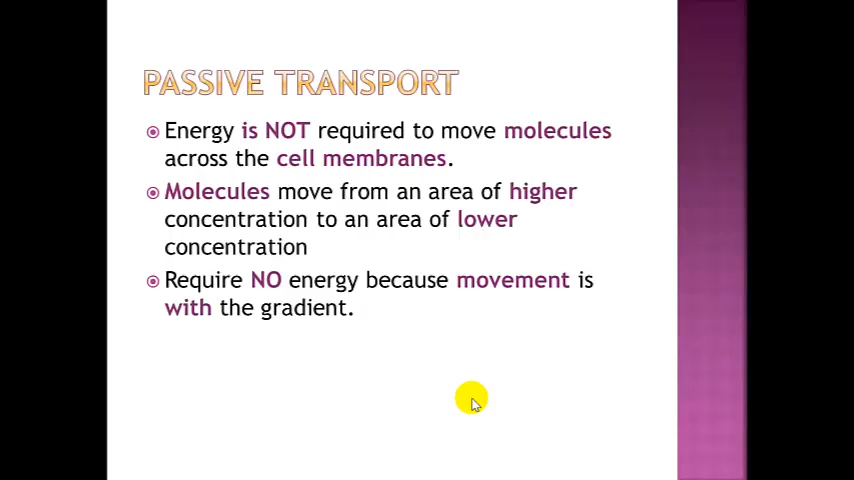 PASSIVE TRANSPORT
Energy is NOT required to move molecules
across the cell membranes.
Molecules move from an area of higher
concentration to an area of lower
concentration
Require NO energy because movement is
with the gradient.